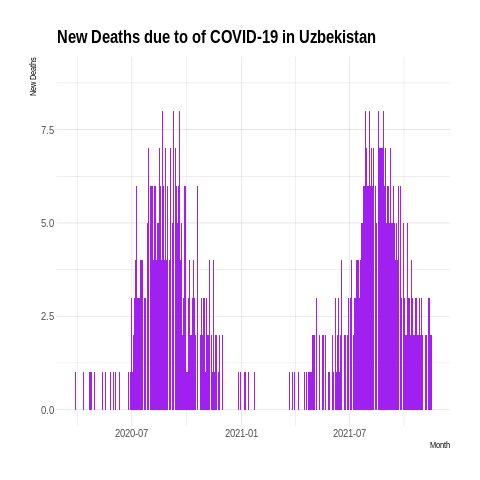 New Deaths due to of COVID-19 in Uzbekistan
New Deaths
7.5
5.0
2.5
0.0
2020-07 2021-01 2021-07
Month